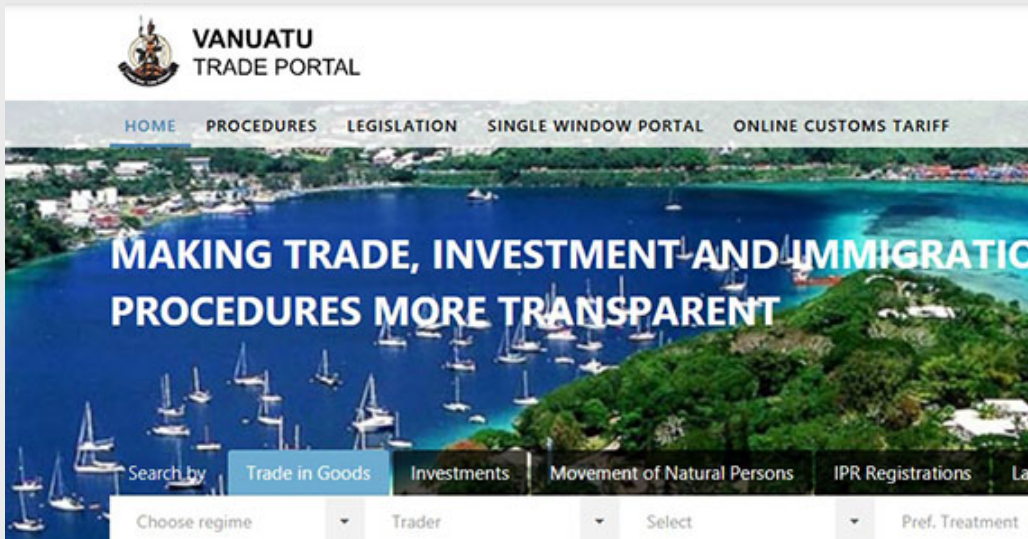 VANUATU
TRADE PORTAL
HOME PROCEDURES LEGISLATION SINGLE WINDOW PORTAL ONLINE CUSTOMS TARIFF
MAKING TRADE, INVESTMENT AND IMMIGRATIO
PROCEDURES MORE TRANSPARENT
Search by Trade in Goods Investments Movement of Natural Persons IPR Registrations La
Choose regime Trader Select Pref. Treatment